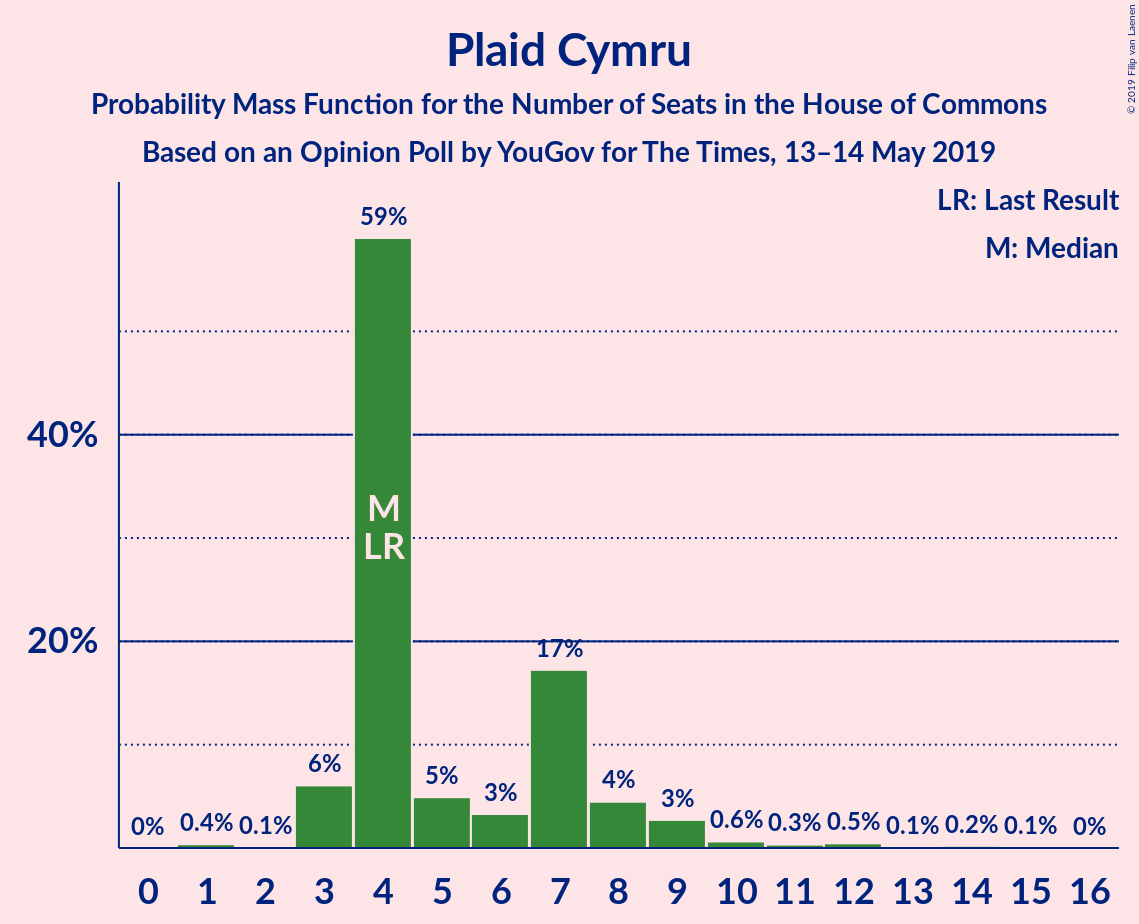 Plaid Cymru
Probability Mass Function for the Number of Seats in the House of Commons
Based on an Opinion Poll by YouGov for The Times, 13–14 May 2019
© 2019 Filip van Laenen
LR: Last Result
M: Median
59%
40%
M
LR
20%
17%
6%
5%
3%
4%
3%
0%
0.4%
0.1%
0.6%
0.3%
0.5%
0.1%
0.2%
0.1%
0%
0 1 2 3 4 5 6 7 8 9 10 11 12 13 14 15 16